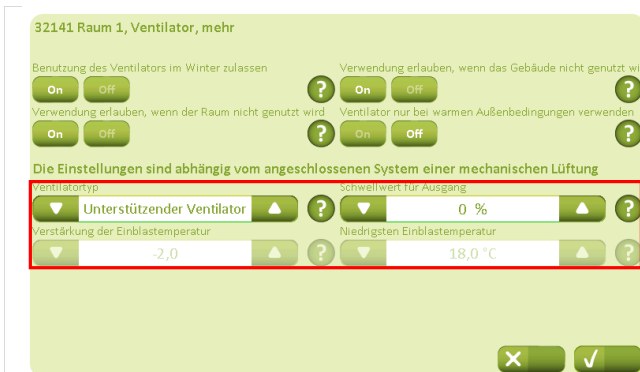 32141 Raum 1, Ventilator, mehr
Benutzung des Ventilators im Winter zulassen
Verwendung erlauben, wenn das Gebäude nicht genutzt wi
On Off ? On Off ?
Verwendung erlauben, wenn der Raum nicht genutzt wird
Ventilator nur bei warmen Außenbedingungen verwenden
On Off ? On Off ?
Die Einstellungen sind abhängig vom angeschlossenen System einer mechanischen Lüftung
Ventilatortyp
Schwellwert für Ausgang
Unterstützender Ventilator ? 0 % ?
Verstärkung der Einblastemperatur
Niedrigsten Einblastemperatur
-2,0 ? 18,0 °C ?